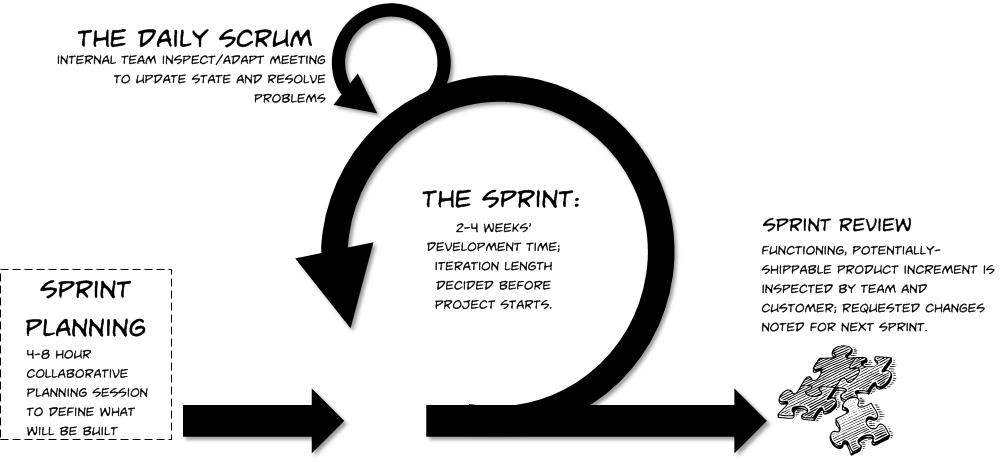 THE DAILY SCRUM
INTERNAL TEAM INSPECT/ADAPT MEETING
TO UPDATE STATE AND RESOLVE
PROBLEMS
THE SPRINT:
2-4 WEEKS'
DEVELOPMENT TIME;
ITERATION LENGTH
DECIDED BEFORE
PROJECT STARTS.
SPRINT REVIEW
FUNCTIONING, POTENTIALLY-
SHIPPABLE PRODUCT INCREMENT IS
INSPECTED BY TEAM AND
CUSTOMER; REQUESTED CHANGES
NOTED FOR NEXT SPRINT.
SPRINT
PLANNING
4-8 HOUR
COLLABORATIVE
PLANNING SESSION
TO DEFINE WHAT
WILL BE BUILT